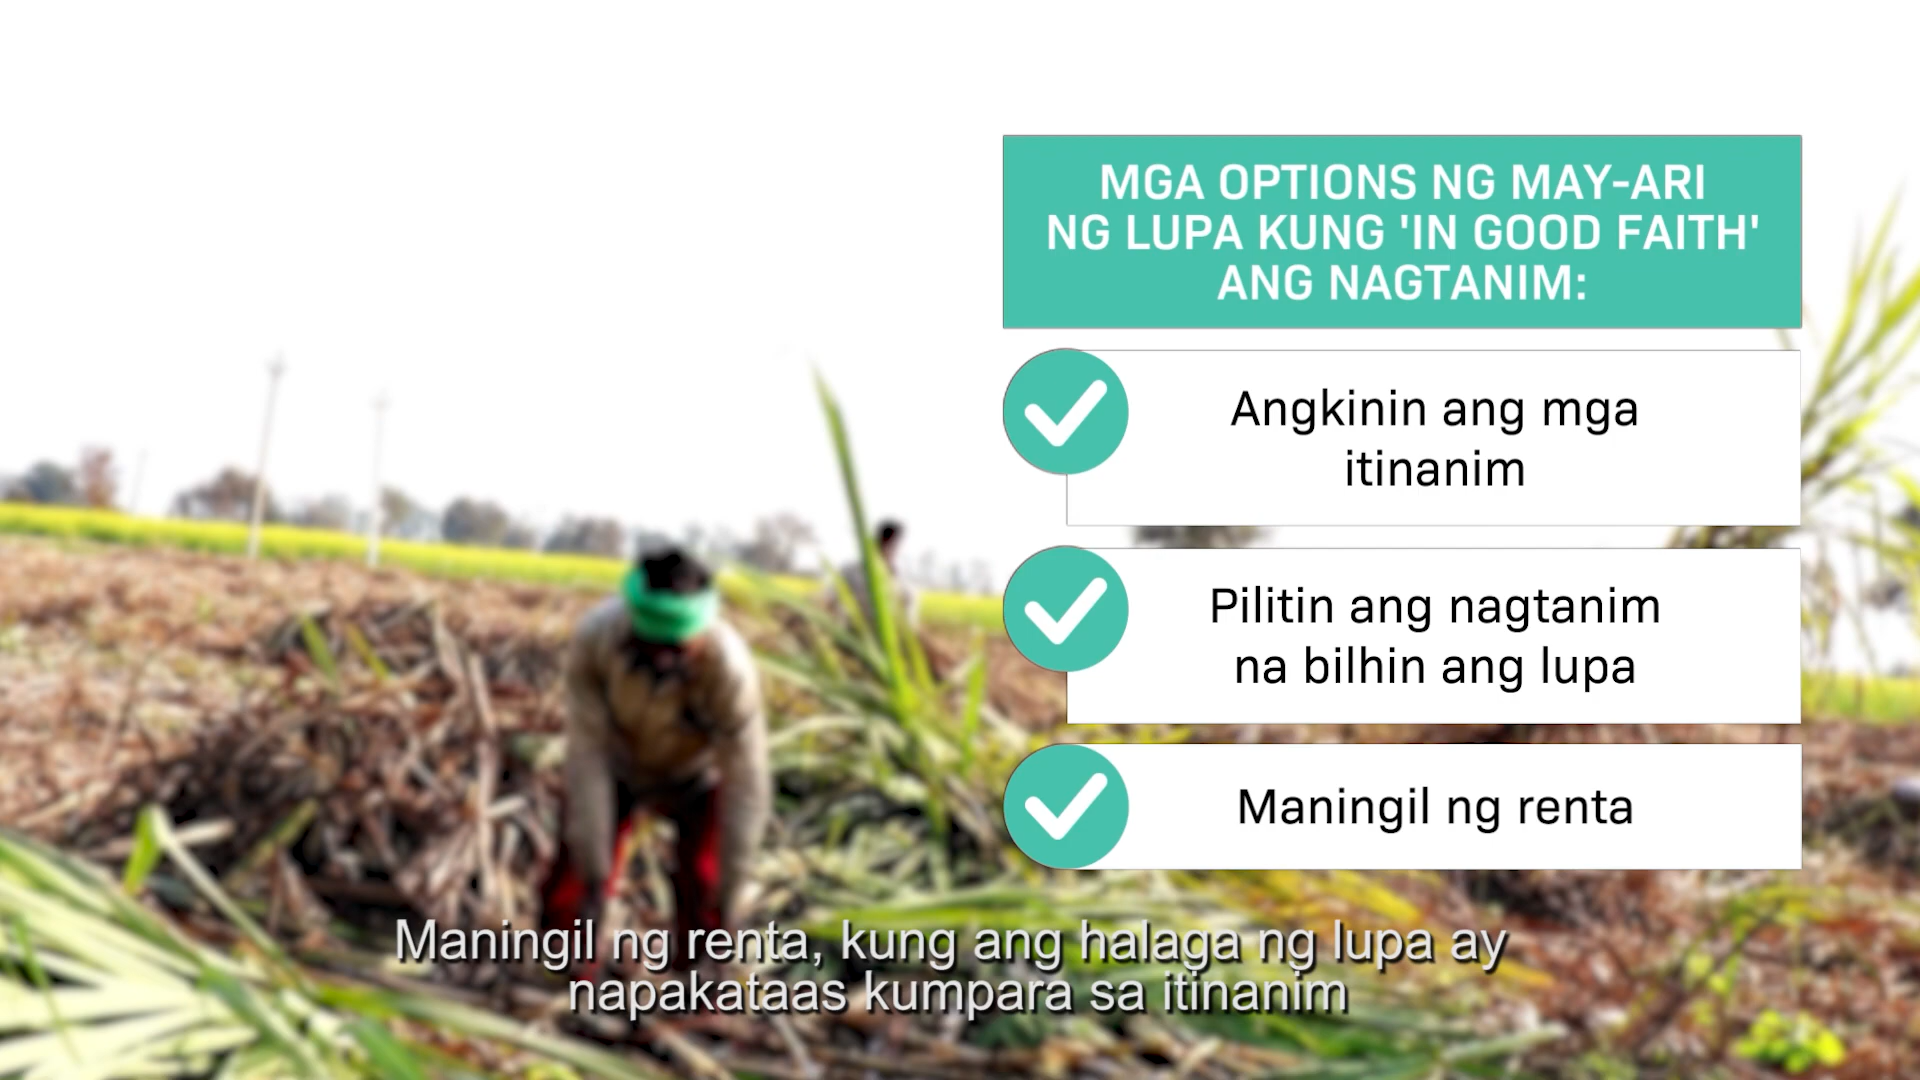 MGA OPTIONS NG MAY-ARI
NG LUPA KUNG 'IN GOOD FAITH'
ANG NAGTANIM:
Angkinin ang mga
itinanim
Pilitin ang nagtanim
na bilhin ang lupa
Maningil ng renta
Maningil ng renta, kung ang halaga ng lupa ay
napakataas kumpara sa itinanim